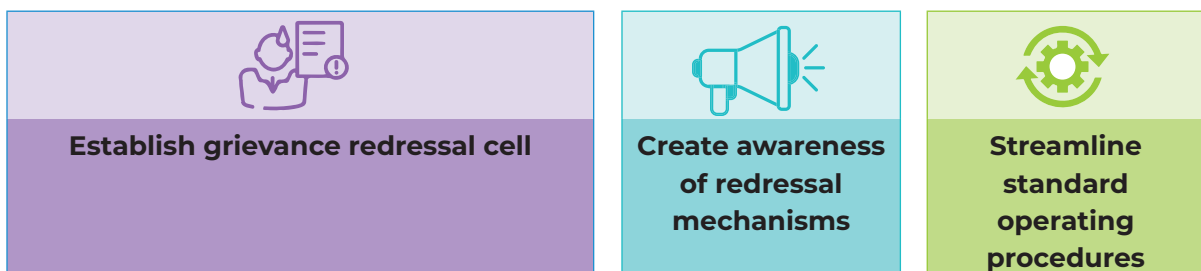 Establish grievance redressal cell
Create awareness
of redressal
mechanisms
Streamline
standard
operating
procedures